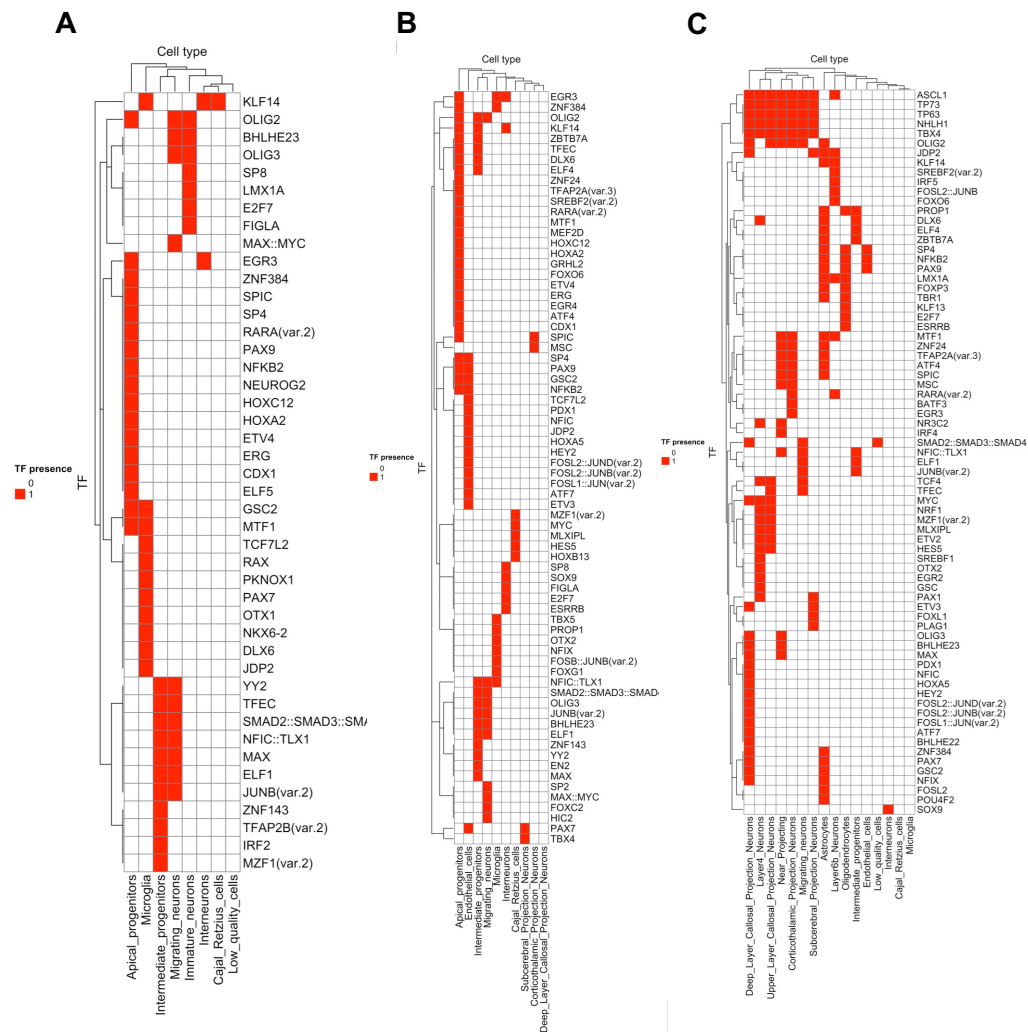 A
Cell type
KLF14
OLIG2
BHLHE23
OLIG3
SP8
LMX1A
E2F7
FIGLA
MAX::MYC
EGR3
ZNF384
SPIC
SP4
RARA(var.2)
PAX9
NFKB2
NEUROG2
HOXC12
HOXA2
ETV4
ERG
CDX1
ELF5
GSC2
MTF1
TCF7L2
RAX
PKNOX1
PAX7
OTX1
NKX6-2
DLX6
JDP2
YY2
TFEC
SMAD2::SMAD3::SMA
NFIC::TLX1
MAX
ELF1
JUNB(var.2)
ZNF143
TFAP2B(var.2)
IRF2
MZF1(var.2)
TF presence
0
1
TF
Apical_progenitors
Microglia
Intermediate_progenitors
Migrating_neurons
Immature_neurons
Interneurons
Cajal_Retzius_cells
Low_quality_cells
B
Cell type
EGR3
ZNF384
OLIG2
KLF14
ZBTB7A
TFEC
DLX6
ELF4
ZNF24
TFAP2A(var.3)
SREBF2(var.2)
RARA(var.2)
MTF1
MEF2D
HOXC12
HOXA2
GRHL2
FOXO6
ETV4
ERG
EGR4
ATF4
CDX1
SPIC
MSC
SP4
PAX9
GSC2
NFKB2
TCF7L2
PDX1
NFIC
JDP2
HOXA5
HEY2
FOSL2::JUND(var.2)
FOSL2::JUNB(var.2)
FOSL1::JUN(var.2)
ATF7
ETV3
MZF1(var.2)
MYC
MLXIPL
HES5
HOXB13
SP8
SOX9
FIGLA
E2F7
ESRRB
TBX5
PROP1
OTX2
NFIX
FOSB::JUNB(var.2)
FOXG1
NFIC::TLX1
SMAD2::SMAD3::SMAD4
OLIG3
JUNB(var.2)
BHLHE23
ELF1
ZNF143
YY2
EN2
MAX
SP2
MAX::MYC
FOXC2
HIC2
PAX7
TBX4
TF presence
0
1
TF
Apical_progenitors
Endothelial_cells
Intermediate_progenitors
Migrating_neurons
Microglia
Interneurons
Cajal_Retzius_cells
Subcerebral_Projection_Neurons
Corticothalamic_Projection_Neurons
Deep_Layer_Callosal_Projection_Neurons
C
Cell type
ASCL1
TP73
TP63
NHLH1
TBX4
OLIG2
JDP2
KLF14
SREBF2(var.2)
IRF5
FOSL2::JUNB
FOXO6
PROP1
DLX6
ELF4
ZBTB7A
SP4
NFKB2
PAX9
LMX1A
FOXP3
TBR1
KLF13
E2F7
ESRRB
MTF1
ZNF24
TFAP2A(var.3)
ATF4
SPIC
MSC
RARA(var.2)
BATF3
EGR3
NR3C2
IRF4
SMAD2::SMAD3::SMAD4
NFIC::TLX1
ELF1
JUNB(var.2)
TCF4
TFEC
MYC
NRF1
MZF1(var.2)
MLXIPL
ETV2
HES5
SREBF1
OTX2
EGR2
GSC
PAX1
ETV3
FOXL1
PLAG1
OLIG3
BHLHE23
MAX
PDX1
NFIC
HOXA5
HEY2
FOSL2::JUND(var.2)
FOSL2::JUNB(var.2)
FOSL1::JUN(var.2)
ATF7
BHLHE22
ZNF384
PAX7
GSC2
NFIX
FOSL2
POU4F2
SOX9
TF presence
0
1
TF
Deep_Layer_Callosal_Projection_Neurons
Layer4_Neurons
Upper_Layer_Callosal_Projection_Neurons
Near_Projecting
Corticothalamic_Projection_Neurons
Migrating_neurons
Subcerebral_Projection_Neurons
Astrocytes
Layer6b_Neurons
Oligodendrocytes
Intermediate_progenitors
Endothelial_cells
Low_quality_cells
Interneurons
Cajal_Retzius_cells
Microglia